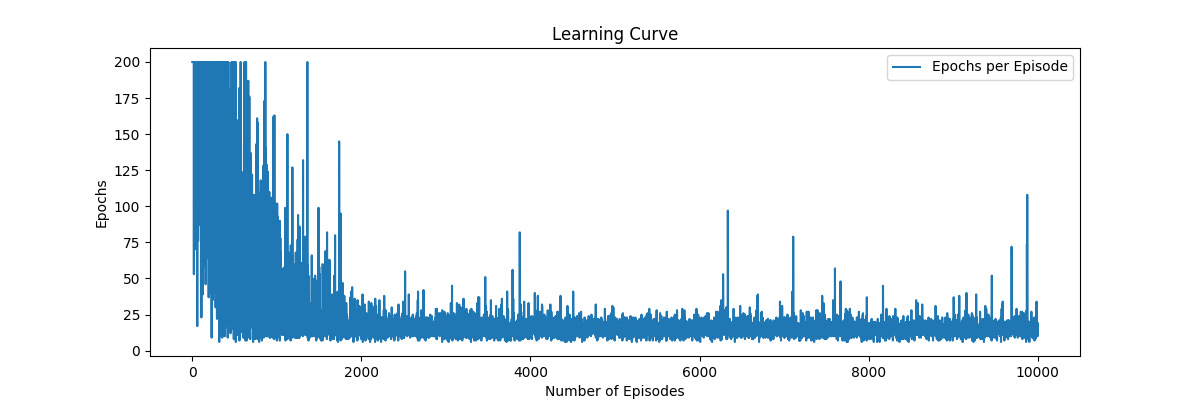 Learning Curve
Epochs per Episode
200
175
150
125
100
75
50
25
0
Epochs
0 2000 4000 6000 8000 10000
Number of Episodes